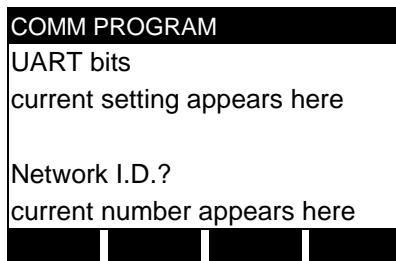 COMM PROGRAM
UART bits
current setting appears here
Network I.D.?
current number appears here